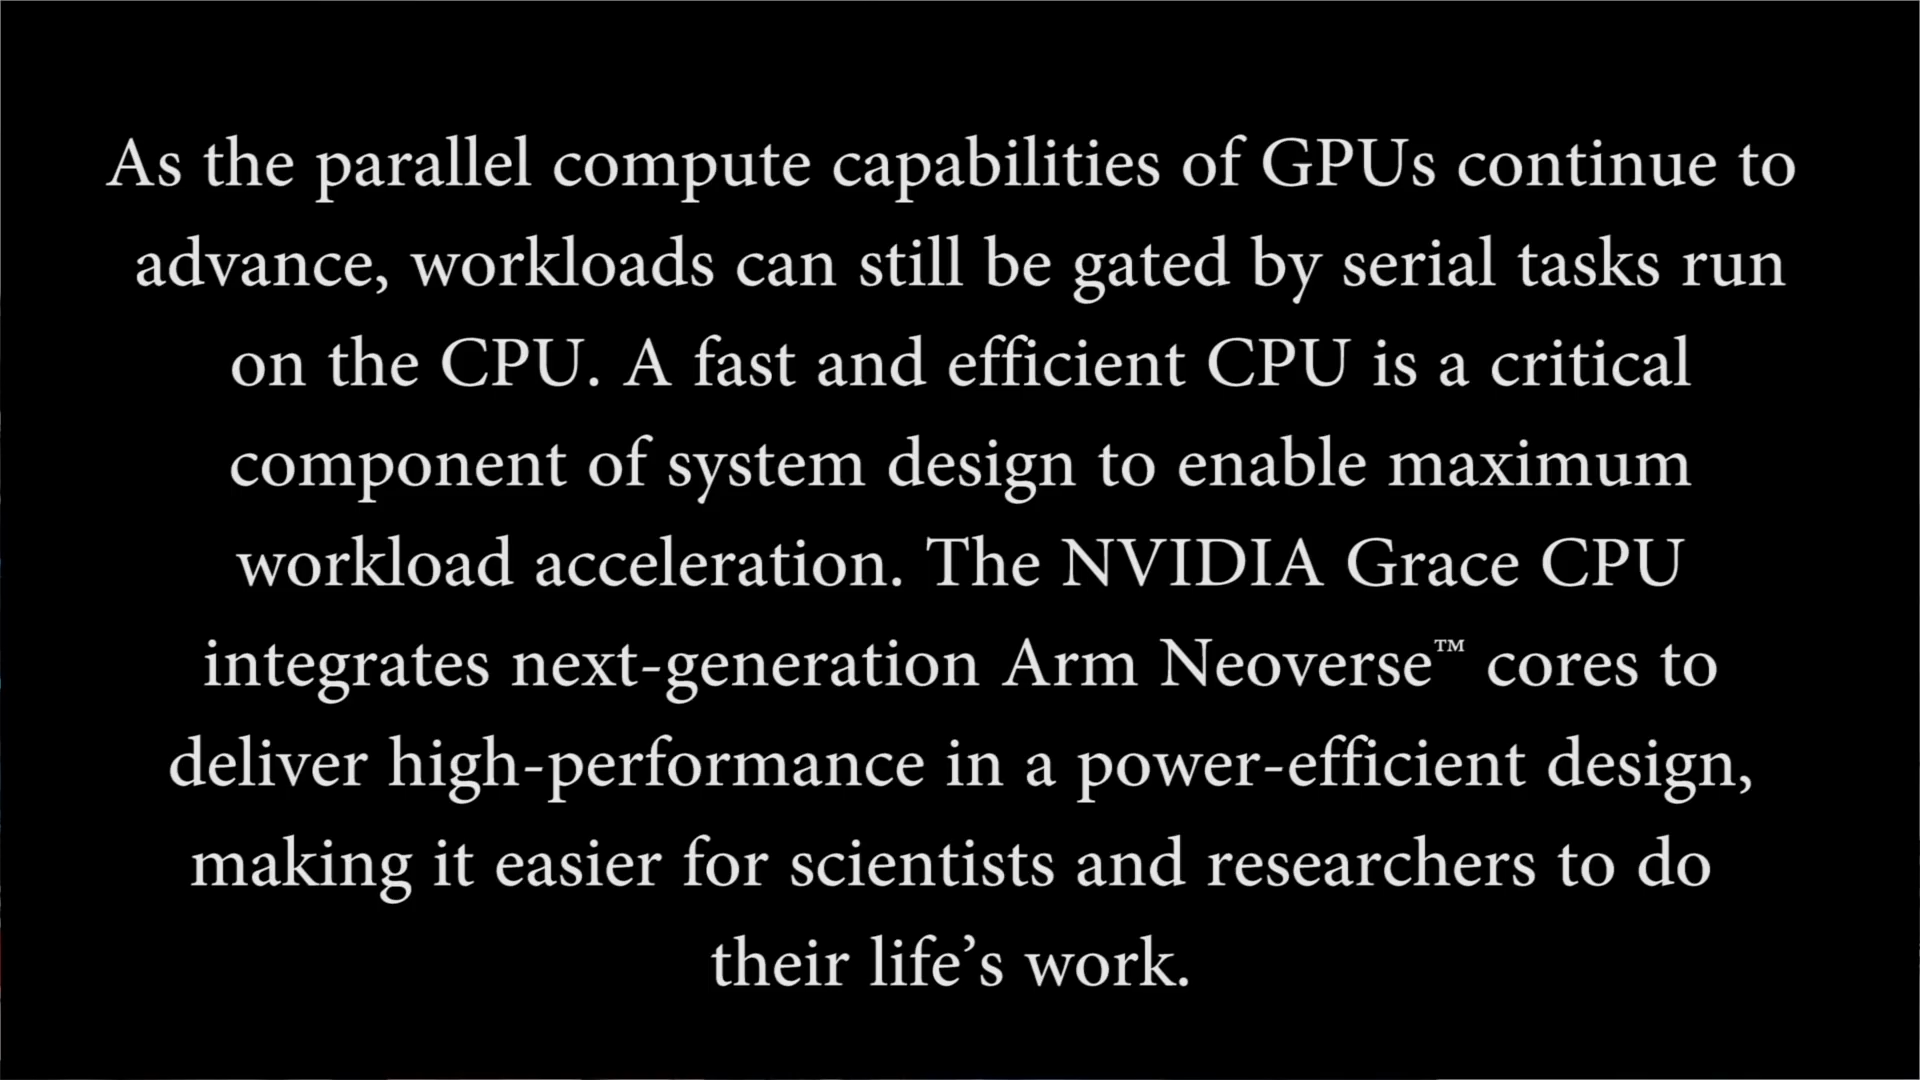 As the parallel compute capabilities of GPUs continue to
advance, workloads can still be gated by serial tasks run
on the CPU. A fast and efficient CPU is a critical
component of system design to enable maximum
workload acceleration. The NVIDIA Grace CPU
integrates next-generation Arm Neoverse™ cores to
deliver high-performance in a power-efficient design,
making it easier for scientists and researchers to do
their life’s work.